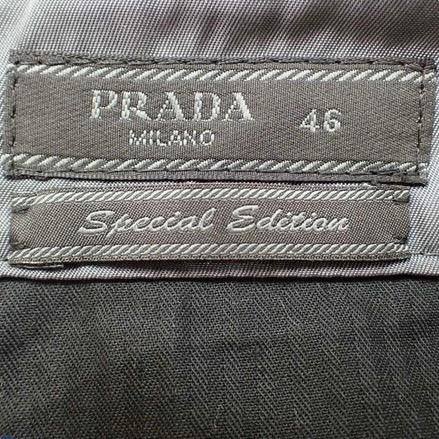 PRADA 46
MILANO
Special Edition